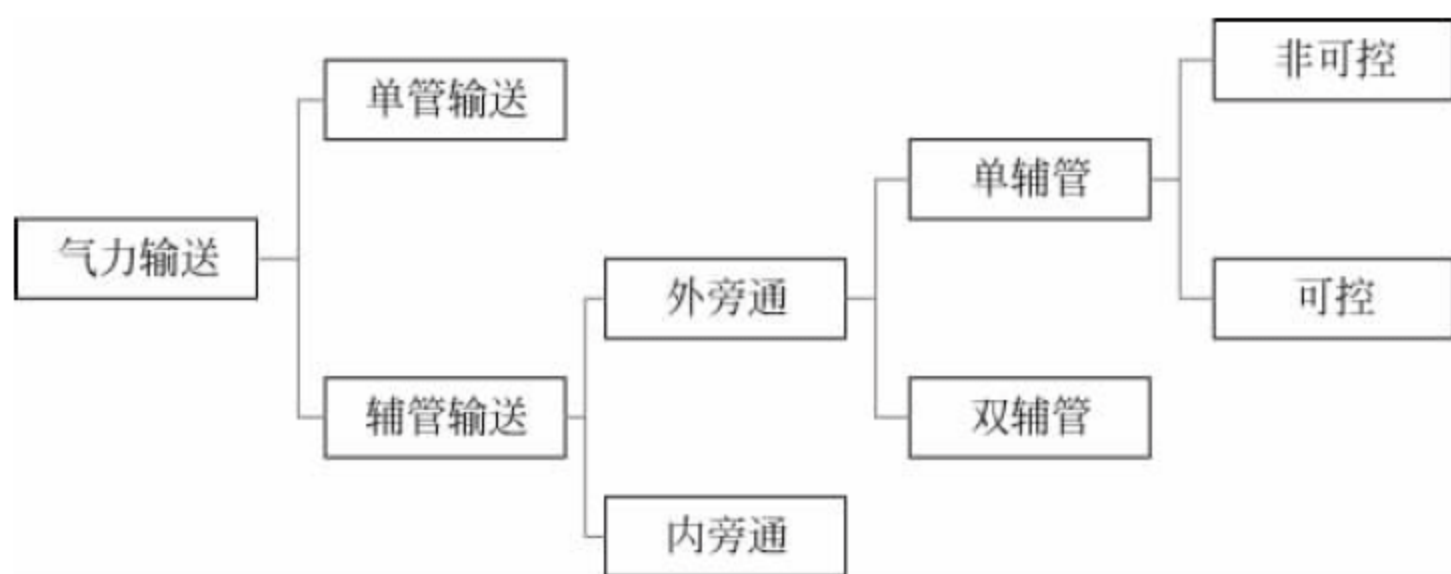 气力输送
单管输送
辅管输送
外旁通
内旁通
单辅管
双辅管
非可控
可控